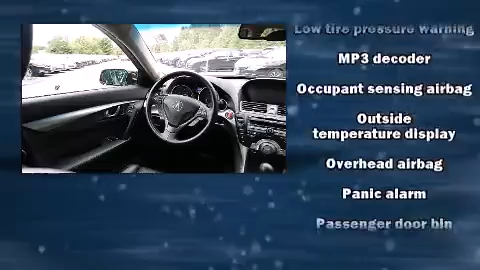 Low tire pressure warning
MP3 decoder
Occupant sensing airbag
Outside
temperature display
Overhead airbag
Panic alarm
Passenger door bin